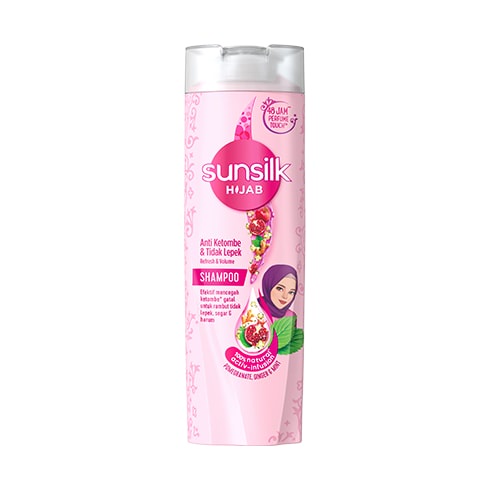 48 JAM
PERFUME
TOUCH
sunsilk
HIJAB
Anti Ketombe
& Tidak Lepek
Refresh & Volume
SHAMPOO
Efektif mencegah
ketombe* gatal
untuk rambut tidak
lepek, segar &
harum
100% natural
activ-infusion
POMEGRANATE, GINGER & MINT